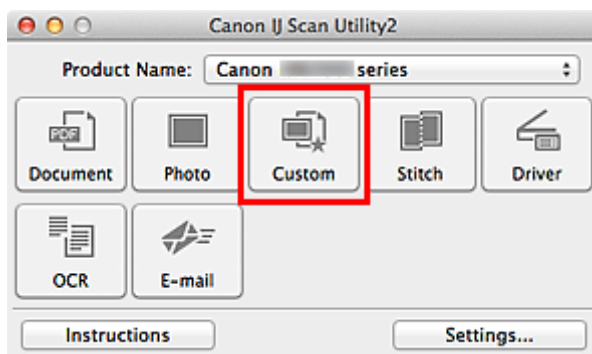 Canon IJ Scan Utility2
Product Name: Canon series
PDF
Document Photo Custom Stitch Driver
OCR E-mail
Instructions Settings...